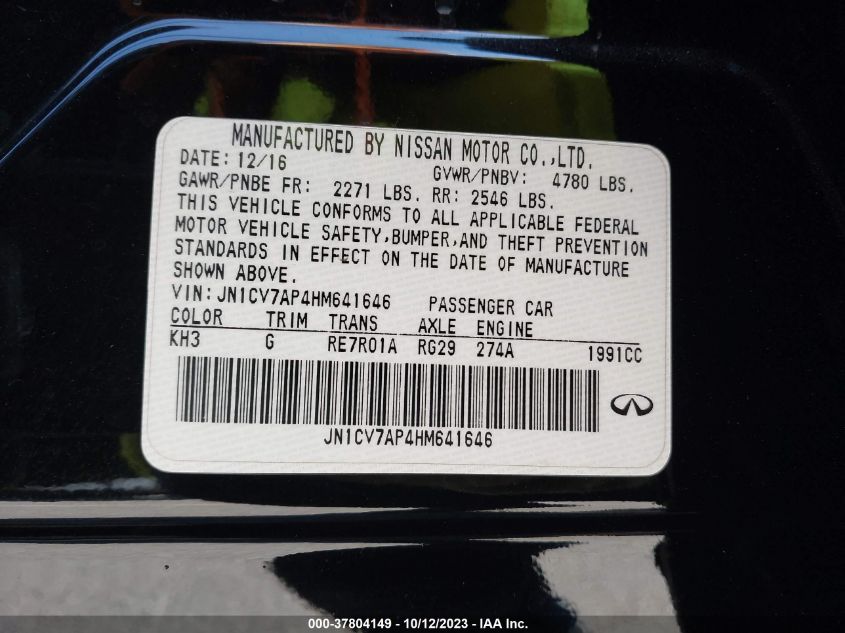 MANUFACTURED BY NISSAN MOTOR CO.,LTD.
DATE: 12/16 GVWR/PNBV: 4780 LBS.
GAWR/PNBE FR: 2271 LBS. RR: 2546 LBS.
THIS VEHICLE CONFORMS TO ALL APPLICABLE FEDERAL
MOTOR VEHICLE SAFETY,BUMPER,AND THEFT PREVENTION
STANDARDS IN EFFECT ON THE DATE OF MANUFACTURE
SHOWN ABOVE.
VIN:JN1CV7AP4HM641646 PASSENGER CAR
COLOR TRIM TRANS AXLE ENGINE
KH3 G RE7R01A RG29 274A 1991CC
JN1CV7AP4HM641646
000-37804149 - 10/12/2023 - IAA Inc.